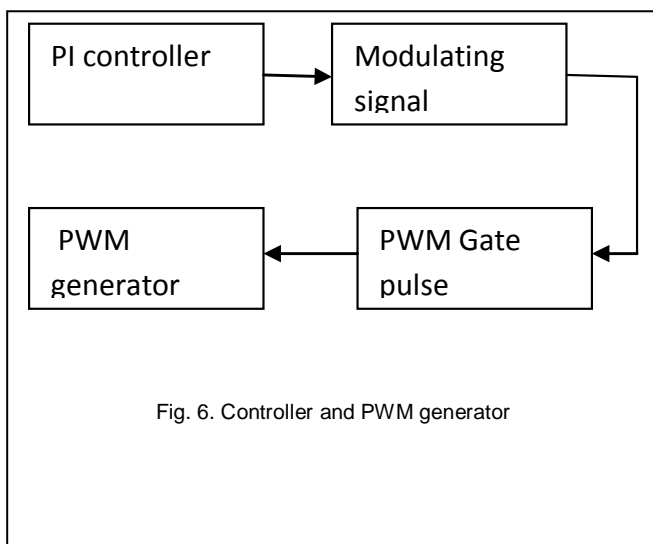 PI controller
Modulating
signal
PWM
generator
PWM Gate
pulse
Fig. 6. Controller and PWM generator